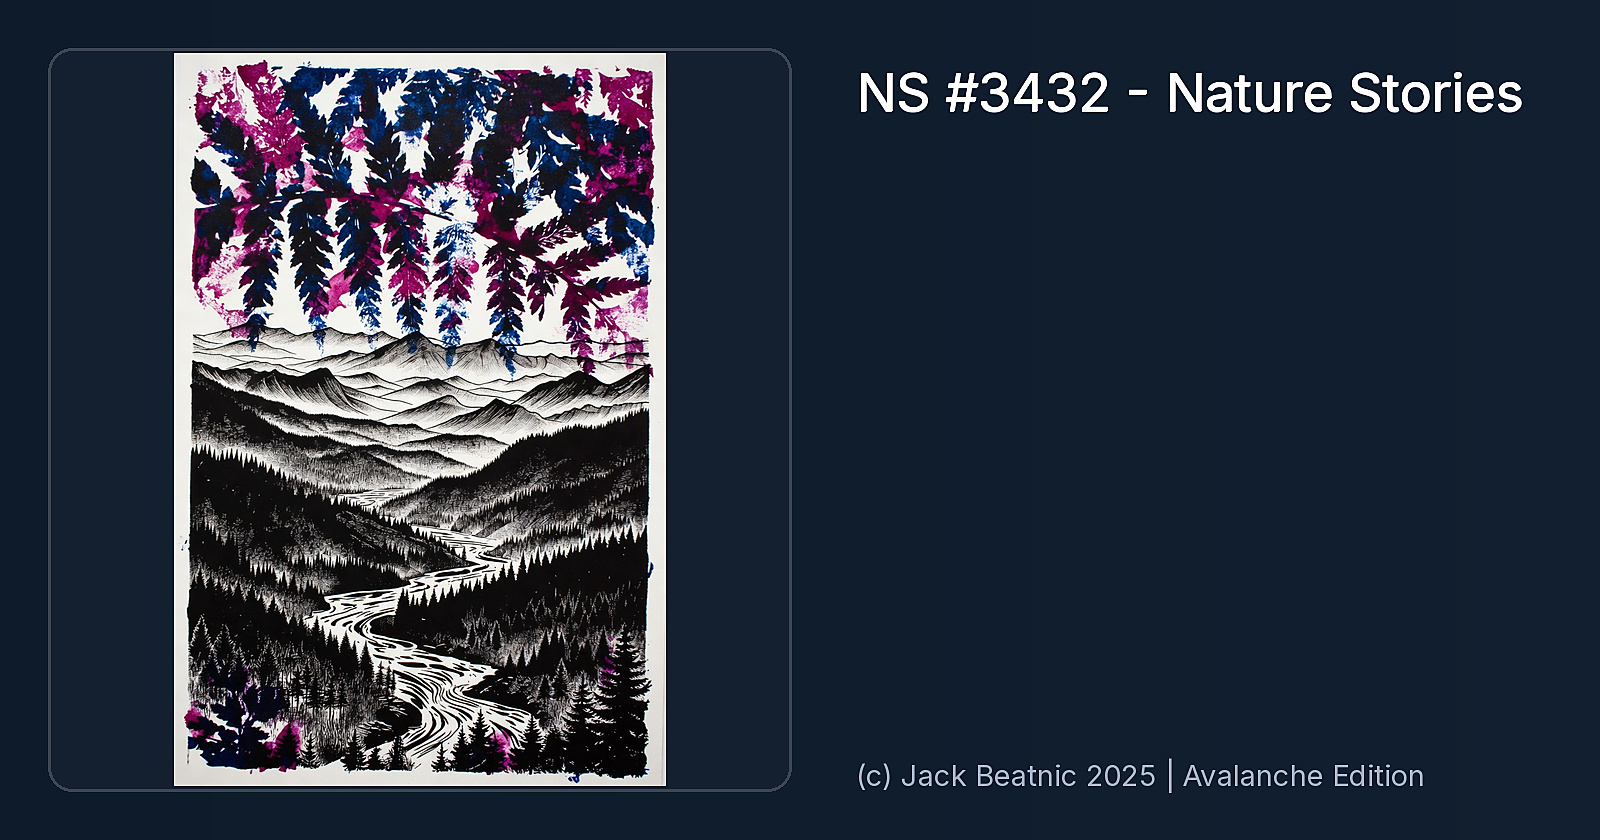 NS #3432 - Nature Stories
(c) Jack Beatnic 2025 | Avalanche Edition